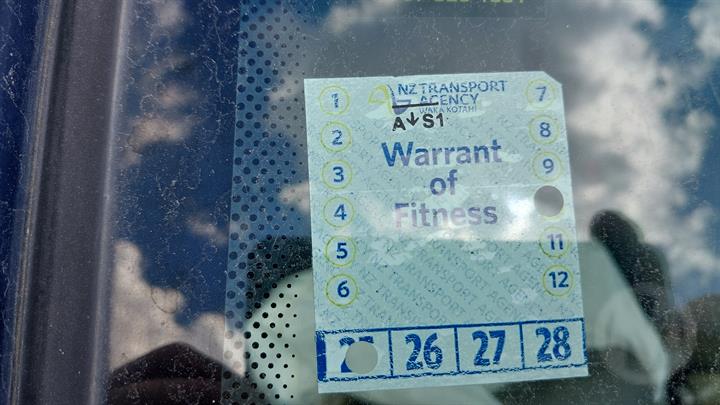 NZ TRANSPORT
AGENCY
WAKA KOTAHI
A↓S1
1
7
2
8
3
9
4
5
11
6
12
Warrant
of
Fitness
26 27 28